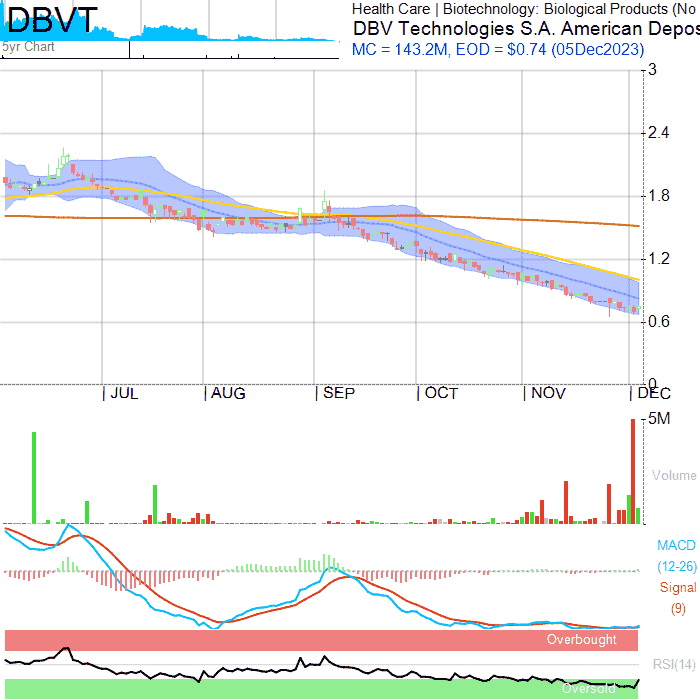 DBVT
5yr Chart
Health Care | Biotechnology: Biological Products (No
DBV Technologies S.A. American Depos
MC = 143.2M, EOD = $0.74 (05Dec2023)
3
2.4
1.8
1.2
0.6
0
JUL AUG SEP OCT NOV DEC
5M
Volume
MACD
(12-26)
Signal
(9)
Overbought
RSI(14)
Oversold